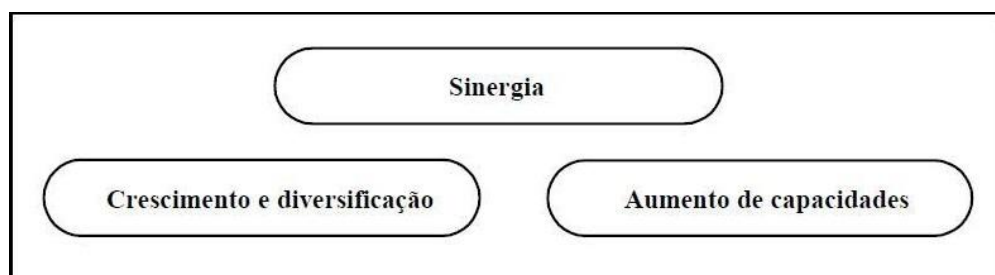 Sinergia
Crescimento e diversificação
Aumento de capacidades